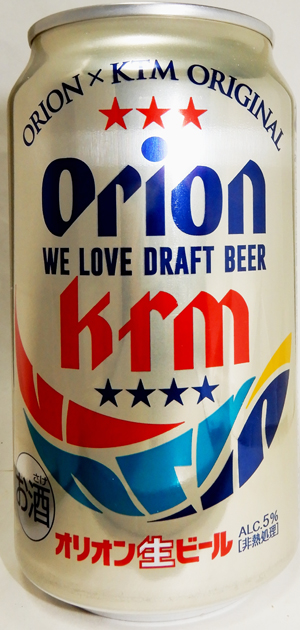 ORION × KTM ORIGINAL
Orion
WE LOVE DRAFT BEER
krm
さけ
お酒
オリオン生ビール
ALC.5%
[非熱処理]